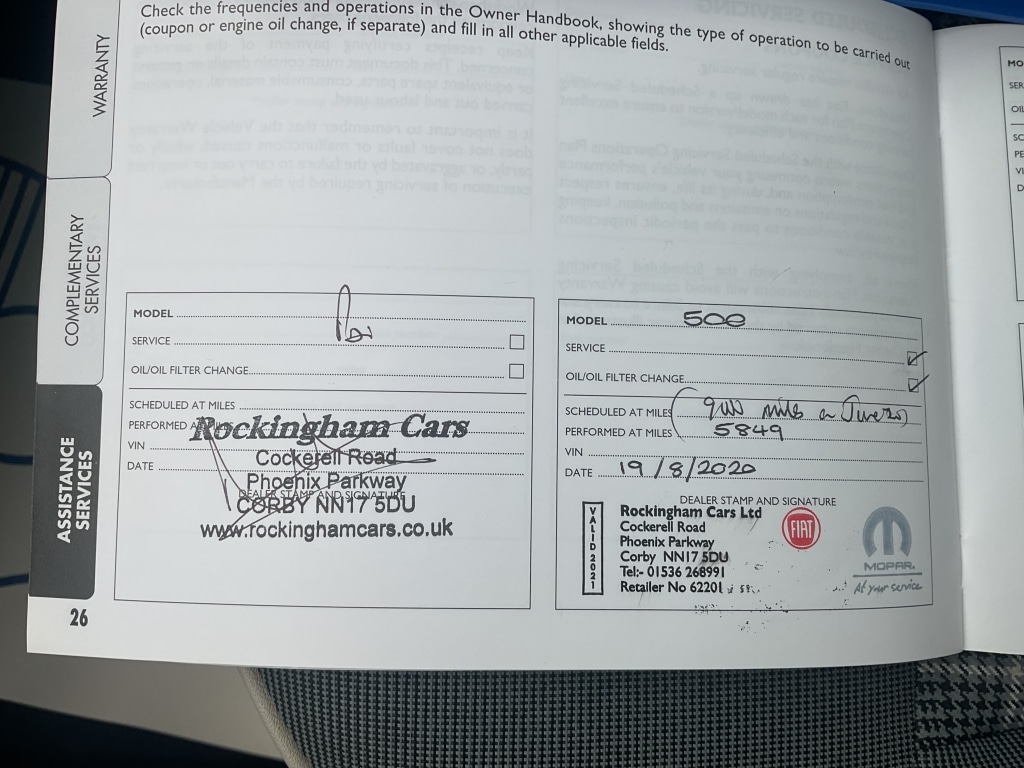 Check the frequencies and operations in the Owner Handbook, showing the type of operation to be carried out
(coupon or engine oil change, if separate) and fill in all other applicable fields.
WARRANTY
COMPLEMENTARY
SERVICES
ASSISTANCE
SERVICES
26
MODEL
SERVICE
OIL/OIL FILTER CHANGE
SCHEDULED AT MILES
PERFORMED
VIN
DATE
Rockingham Cars
Cockerell Road
Phoenix Parkway
DEALER STAMP AND SIGNATURE
CORBY NN17 5DU
www.rockinghamcars.co.uk
MODEL 500
SERVICE
OIL/OIL FILTER CHANGE
SCHEDULED AT MILES miles
PERFORMED AT MILES 5849
VIN
DATE 19/8/2020
DEALER STAMP AND SIGNATURE
VALID 2021
Rockingham Cars Ltd
Cockerell Road
Phoenix Parkway
Corby NN17 5DU
Tel:- 01536 268991
Retailer No 62201
FIAT
MOPAR
At your service
MO
SER
OIL
SC
PE
VI
D